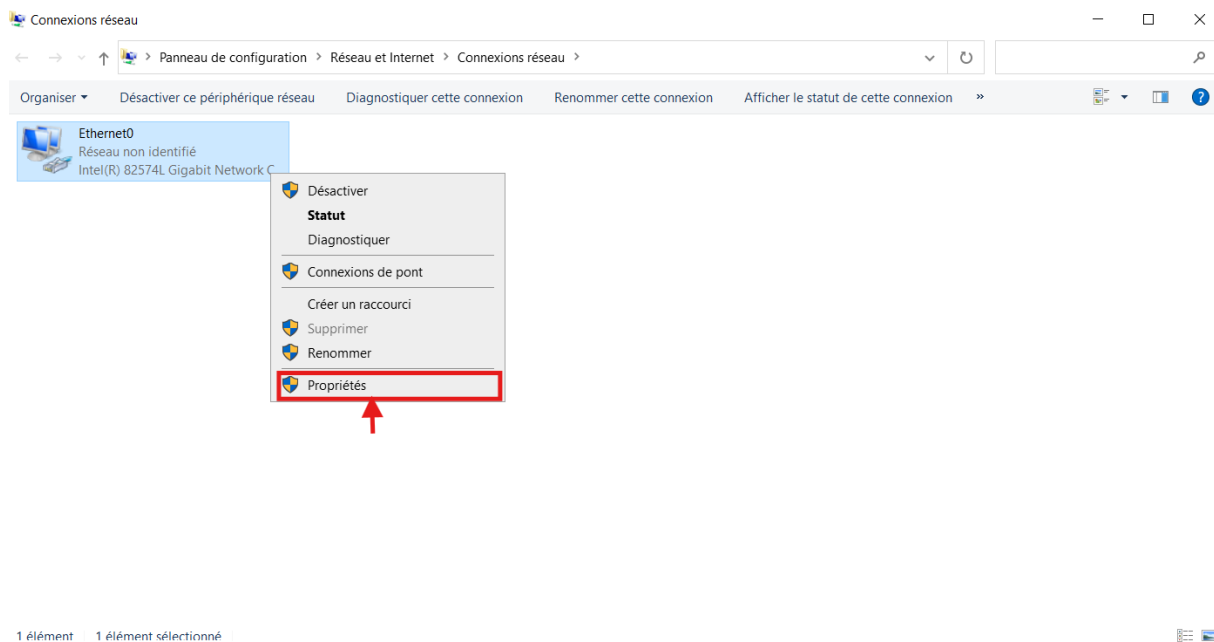 Connexions réseau
Panneau de configuration > Réseau et Internet > Connexions réseau >
Organiser Désactiver ce périphérique réseau Diagnostiquer cette connexion Renommer cette connexion Afficher le statut de cette connexion »
Ethernet0
Réseau non identifié
Intel(R) 82574L Gigabit Network C
Désactiver
Statut
Diagnostiquer
Connexions de pont
Créer un raccourci
Supprimer
Renommer
Propriétés
1 élément 1 élément sélectionné